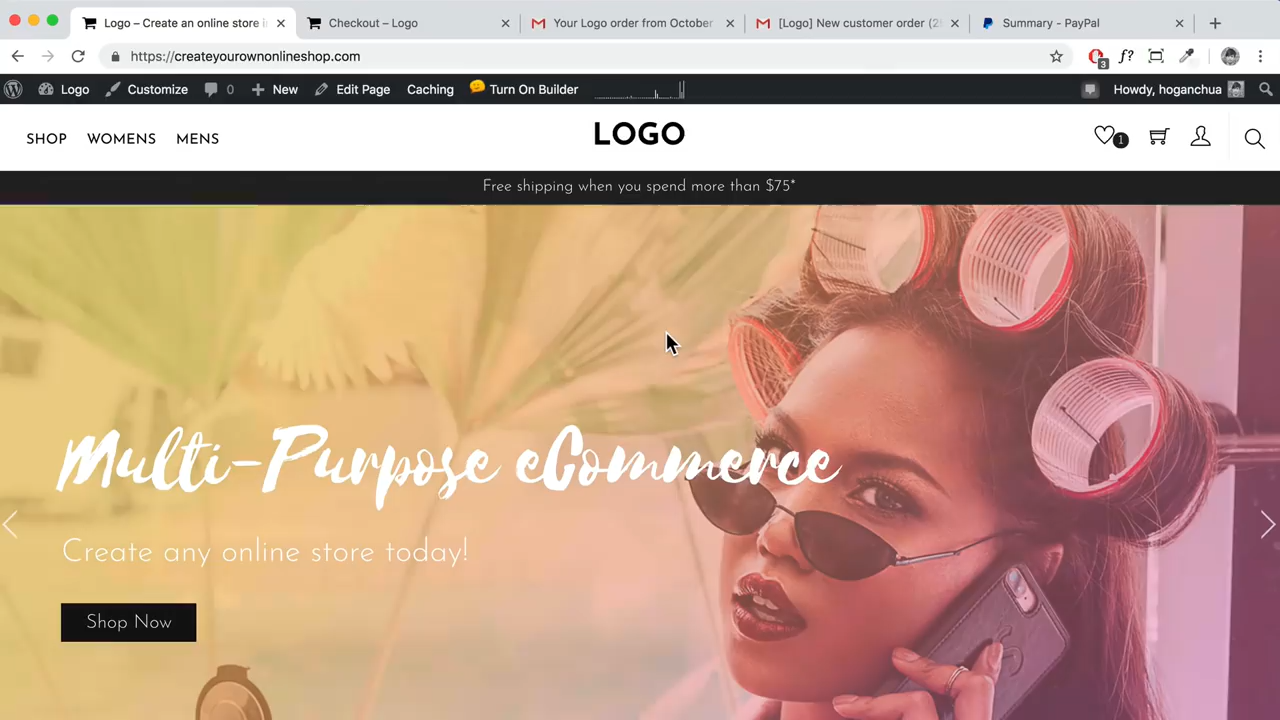 Logo – Create an online store i
Checkout – Logo
Your Logo order from October
[Logo] New customer order (2
Summary - PayPal
https://createyourownonlineshop.com
3
f?
Logo
Customize
0
New
Edit Page
Caching
Turn On Builder
Howdy, hoganchua
SHOP
WOMENS
MENS
LOGO
1
Free shipping when you spend more than $75*
Multi-Purpose eCommerce
Create any online store today!
Shop Now